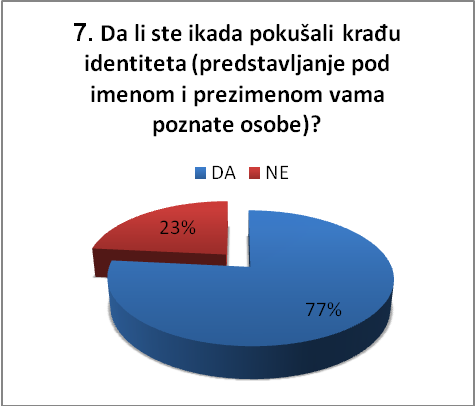 7. Da li ste ikada pokušali krađu
identiteta (predstavljanje pod
imenom i prezimenom vama
poznate osobe)?
DA NE
23%
77%